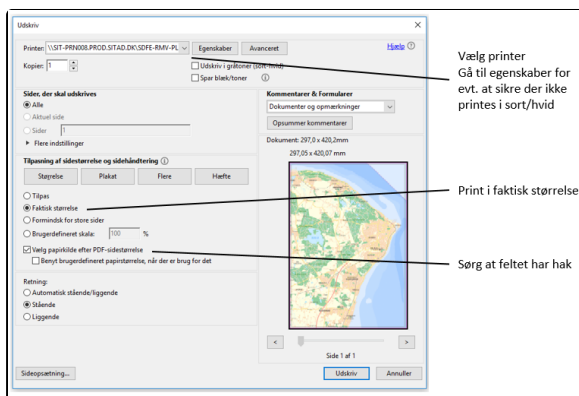 Udskriv
Printer: \\SIT-PRN008.PROD.SITAD.DK\SDFE-RMV-PL Egenskaber Avanceret Hjælp
Kopier: 1 Udskriv i gråtoner (sort-hvid)
Spar blæk/toner
Sider, der skal udskrives
Alle
Aktuel side
Sider 1
Flere indstillinger
Tilpasning af sidestørrelse og sidehåndtering
Størrelse Plakat Flere Hæfte
Tilpas
Faktisk størrelse
Formindsk for store sider
Brugerdefineret skala: 100 %
Vælg papirkilde efter PDF-sidestørrelse
Benyt brugerdefineret papirstørrelse, når der er brug for det
Retning:
Automatisk stående/liggende
Stående
Liggende
Kommentarer & Formularer
Dokumenter og opmærkninger
Opsummer kommentarer
Dokument: 297,0 x 420,2mm
297,05 x 420,07 mm
< >
Side 1 af 1
Sideopsætning... Udskriv Annuller
Vælg printer
Gå til egenskaber for
evt. at sikre der ikke
printes i sort/hvid
Print i faktisk størrelse
Sørg at feltet har hak